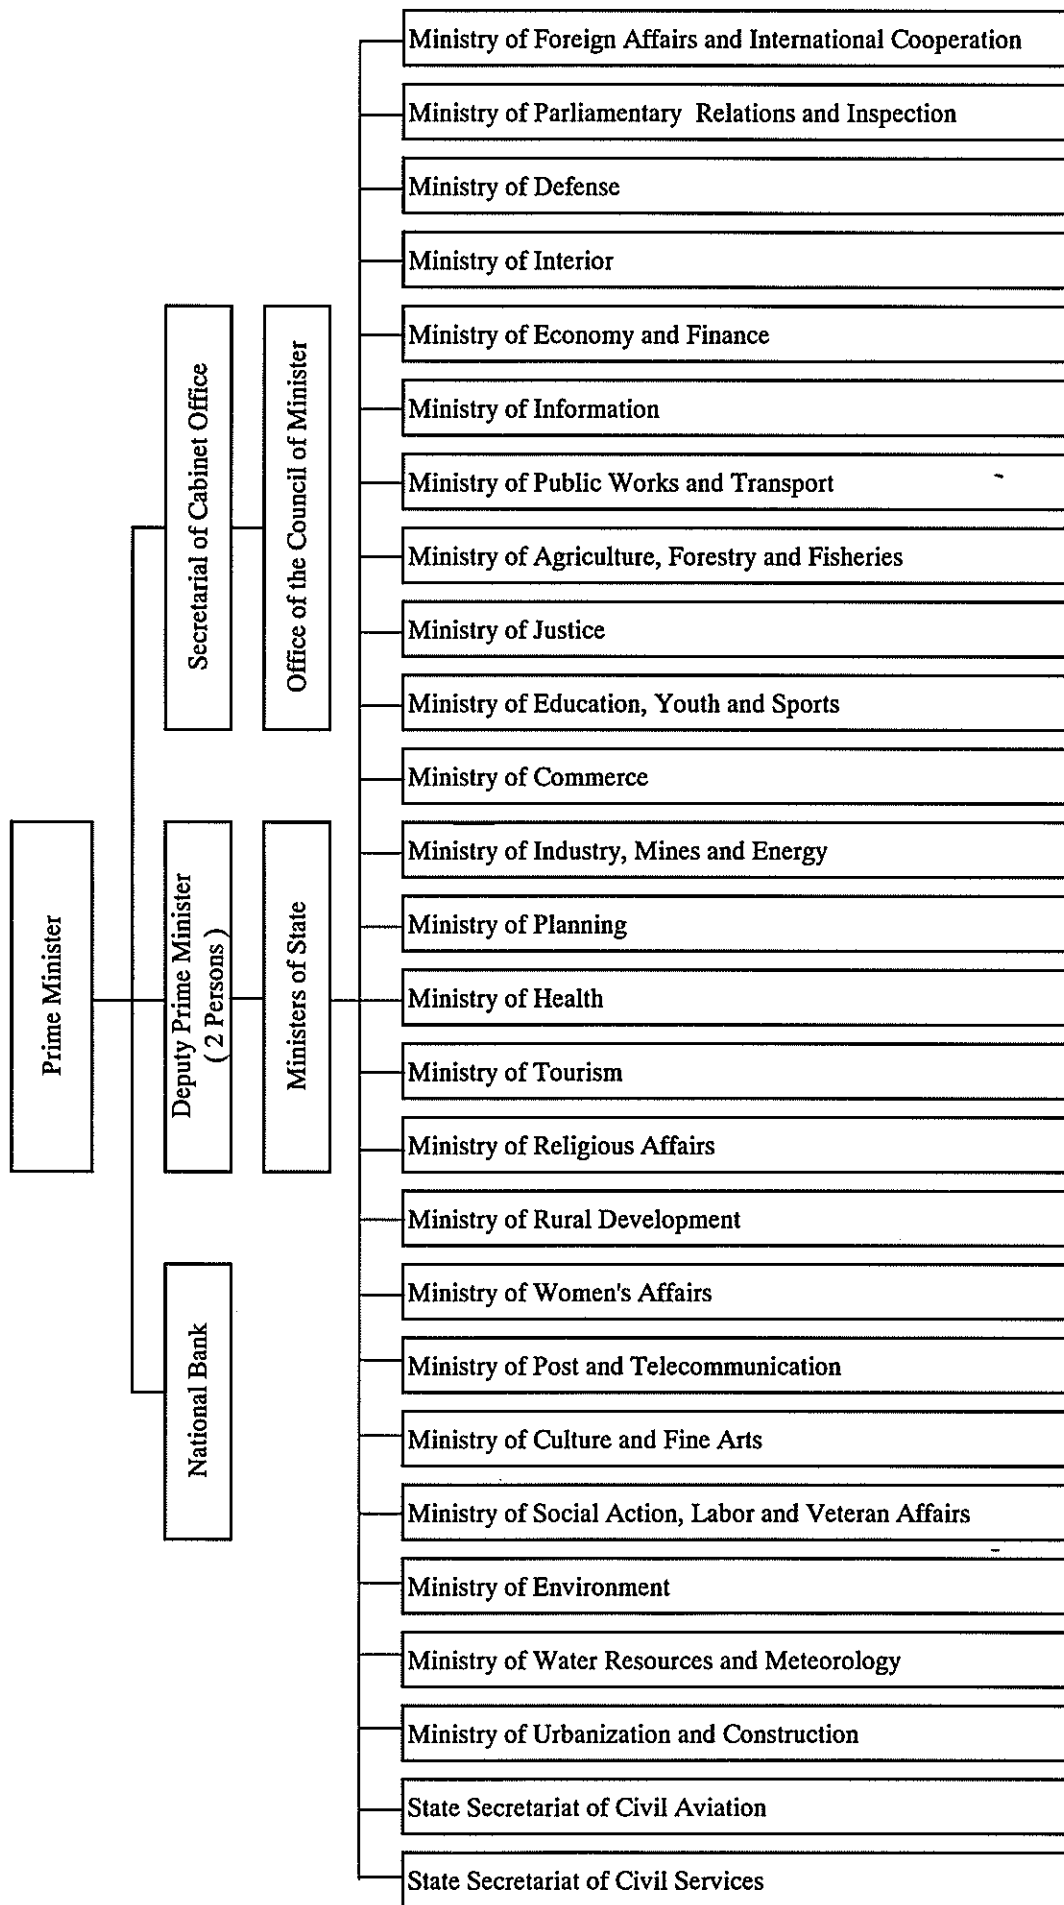 Prime Minister
Secretarial of Cabinet Office
Deputy Prime Minister
( 2 Persons )
National Bank
Office of the Council of Minister
Ministers of State
Ministry of Foreign Affairs and International Cooperation
Ministry of Parliamentary Relations and Inspection
Ministry of Defense
Ministry of Interior
Ministry of Economy and Finance
Ministry of Information
Ministry of Public Works and Transport
Ministry of Agriculture, Forestry and Fisheries
Ministry of Justice
Ministry of Education, Youth and Sports
Ministry of Commerce
Ministry of Industry, Mines and Energy
Ministry of Planning
Ministry of Health
Ministry of Tourism
Ministry of Religious Affairs
Ministry of Rural Development
Ministry of Women's Affairs
Ministry of Post and Telecommunication
Ministry of Culture and Fine Arts
Ministry of Social Action, Labor and Veteran Affairs
Ministry of Environment
Ministry of Water Resources and Meteorology
Ministry of Urbanization and Construction
State Secretariat of Civil Aviation
State Secretariat of Civil Services